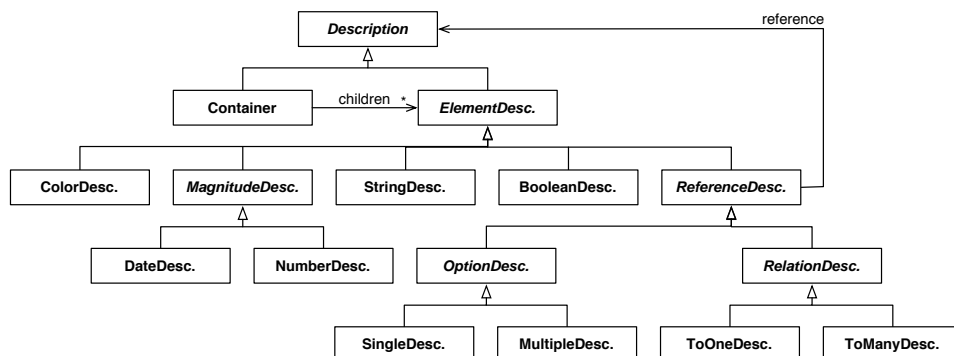 reference
Description
Container
children *
ElementDesc.
ColorDesc.
MagnitudeDesc.
StringDesc.
BooleanDesc.
ReferenceDesc.
DateDesc.
NumberDesc.
OptionDesc.
RelationDesc.
SingleDesc.
MultipleDesc.
ToOneDesc.
ToManyDesc.